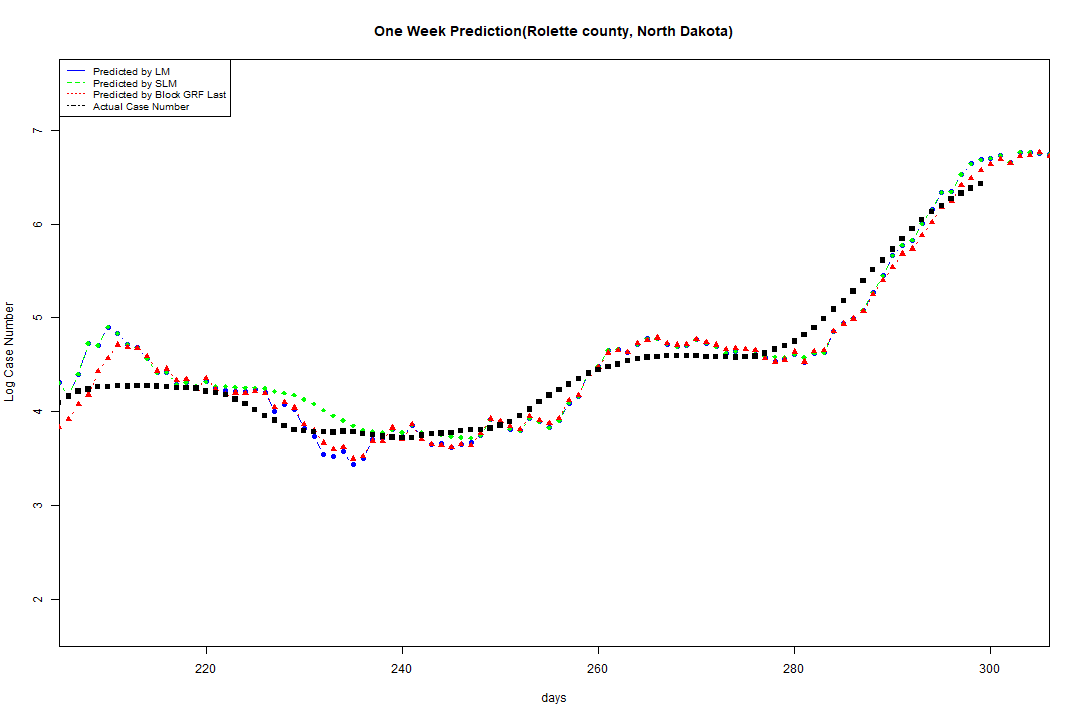 One Week Prediction(Rolette county, North Dakota)
Predicted by LM
Predicted by SLM
Predicted by Block GRF Last
Actual Case Number
7
6
5
4
3
2
Log Case Number
220 240 260 280 300
days